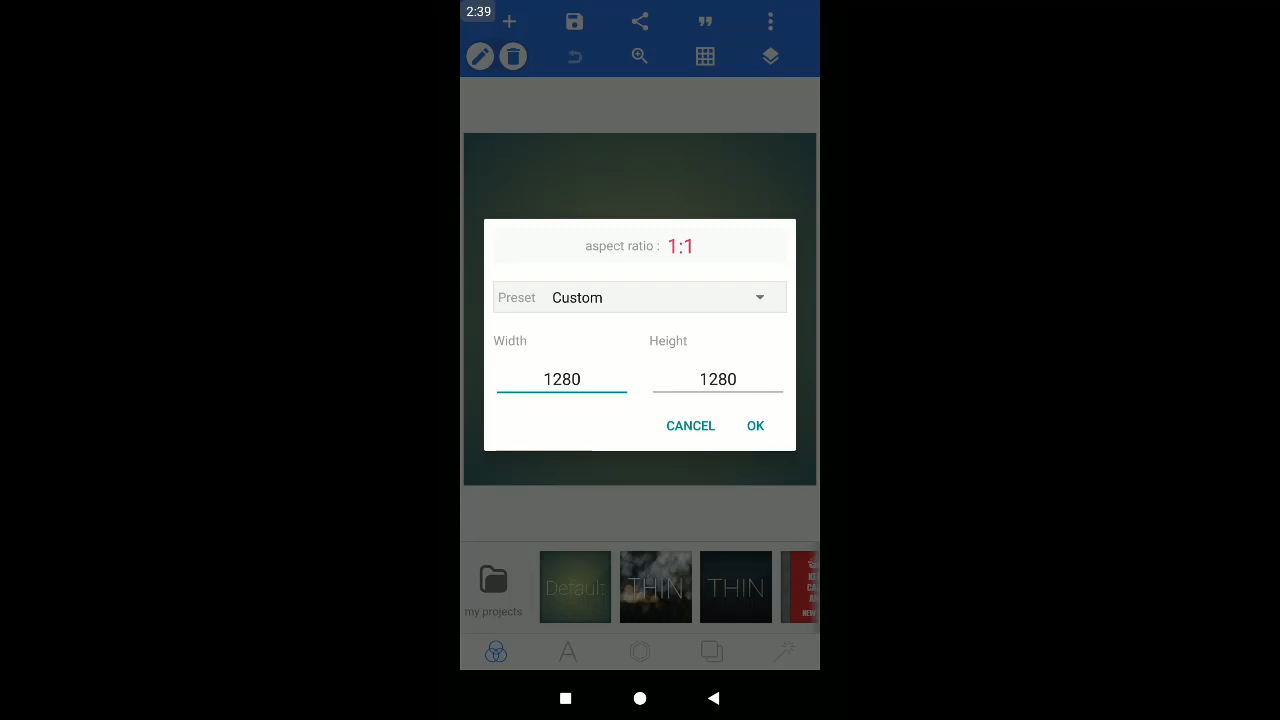 2:39
aspect ratio : 1:1
Preset Custom
Width Height
1280 1280
CANCEL OK
my projects
Default
THIN
THIN